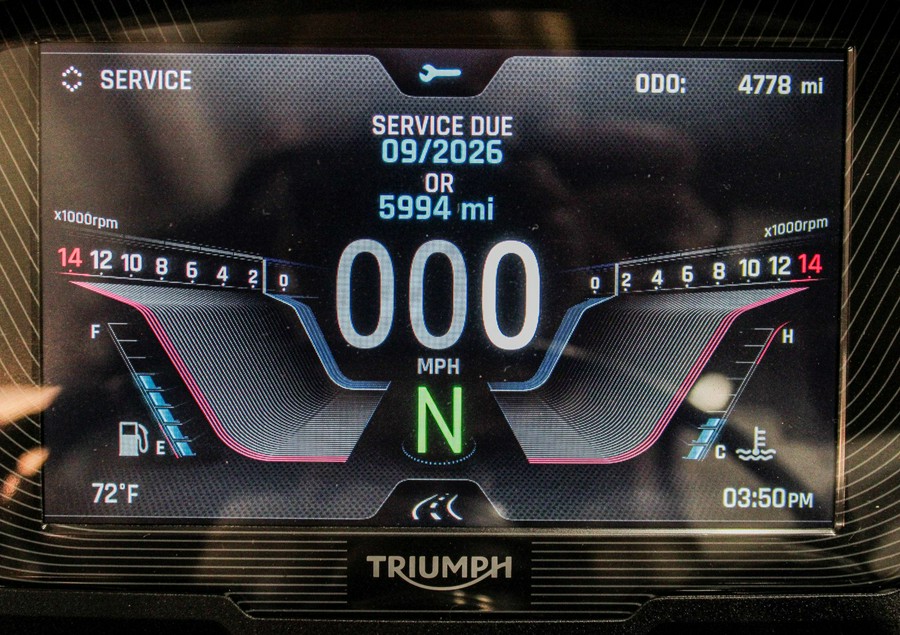 SERVICE
ODO: 4778 mi
SERVICE DUE
09/2026
OR
5994 mi
x1000rpm
x1000rpm
14 12 10 8 6 4 2 0
0 2 4 6 8 10 12 14
000
MPH
F
H
N
E
C
72°F
03:50PM
TRIUMPH